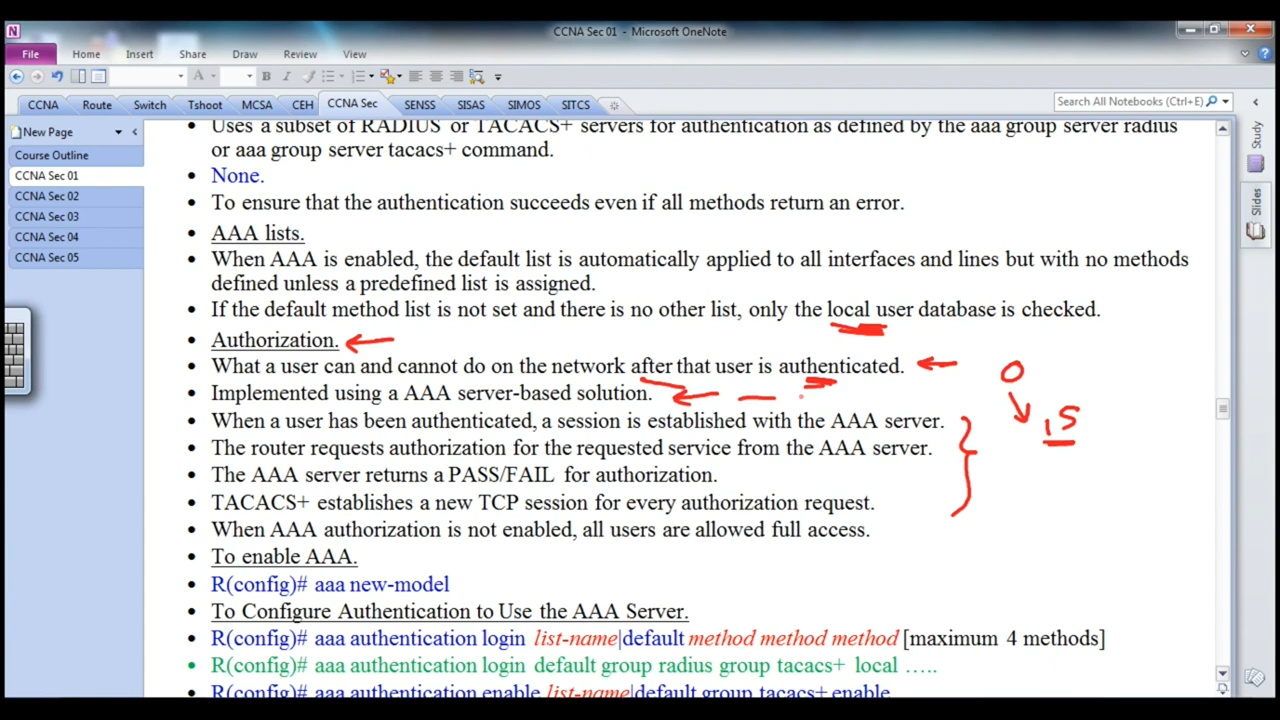 CCNA Sec 01 - Microsoft OneNote
File Home Insert Share Draw Review View
CCNA Route Switch Tshoot MCSA CEH CCNA Sec SENSS SISAS SIMOS SITCS
Search All Notebooks (Ctrl+E)
New Page
Course Outline
CCNA Sec 01
CCNA Sec 02
CCNA Sec 03
CCNA Sec 04
CCNA Sec 05
Study
Slides
• Uses a subset of RADIUS or TACACS+ servers for authentication as defined by the aaa group server radius
or aaa group server tacacs+ command.
• None.
• To ensure that the authentication succeeds even if all methods return an error.
• AAA lists.
• When AAA is enabled, the default list is automatically applied to all interfaces and lines but with no methods
defined unless a predefined list is assigned.
• If the default method list is not set and there is no other list, only the local user database is checked.
• Authorization.
• What a user can and cannot do on the network after that user is authenticated.
• Implemented using a AAA server-based solution.
• When a user has been authenticated, a session is established with the AAA server.
• The router requests authorization for the requested service from the AAA server.
• The AAA server returns a PASS/FAIL for authorization.
• TACACS+ establishes a new TCP session for every authorization request.
• When AAA authorization is not enabled, all users are allowed full access.
• To enable AAA.
• R(config)# aaa new-model
• To Configure Authentication to Use the AAA Server.
• R(config)# aaa authentication login list-name|default method method method [maximum 4 methods]
• R(config)# aaa authentication login default group radius group tacacs+ local …..
• R(config)# aaa authentication enable list-name|default group tacacs+ enable
0
15